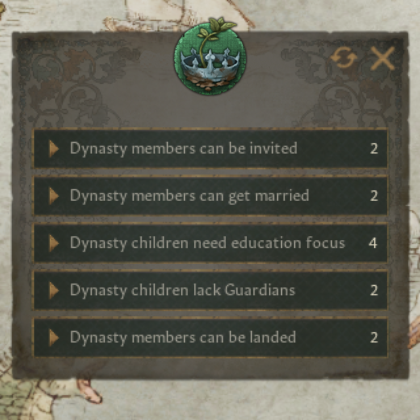 Dynasty members can be invited 2
Dynasty members can get married 2
Dynasty children need education focus 4
Dynasty children lack Guardians 2
Dynasty members can be landed 2